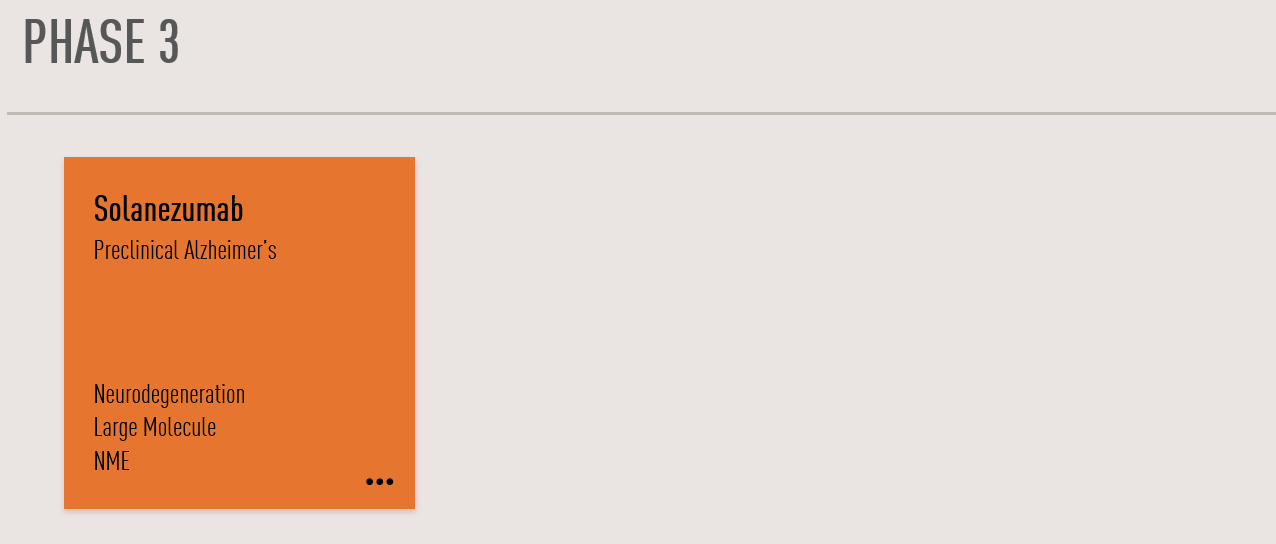 PHASE 3
Solanezumab
Preclinical Alzheimer's
Neurodegeneration
Large Molecule
NME